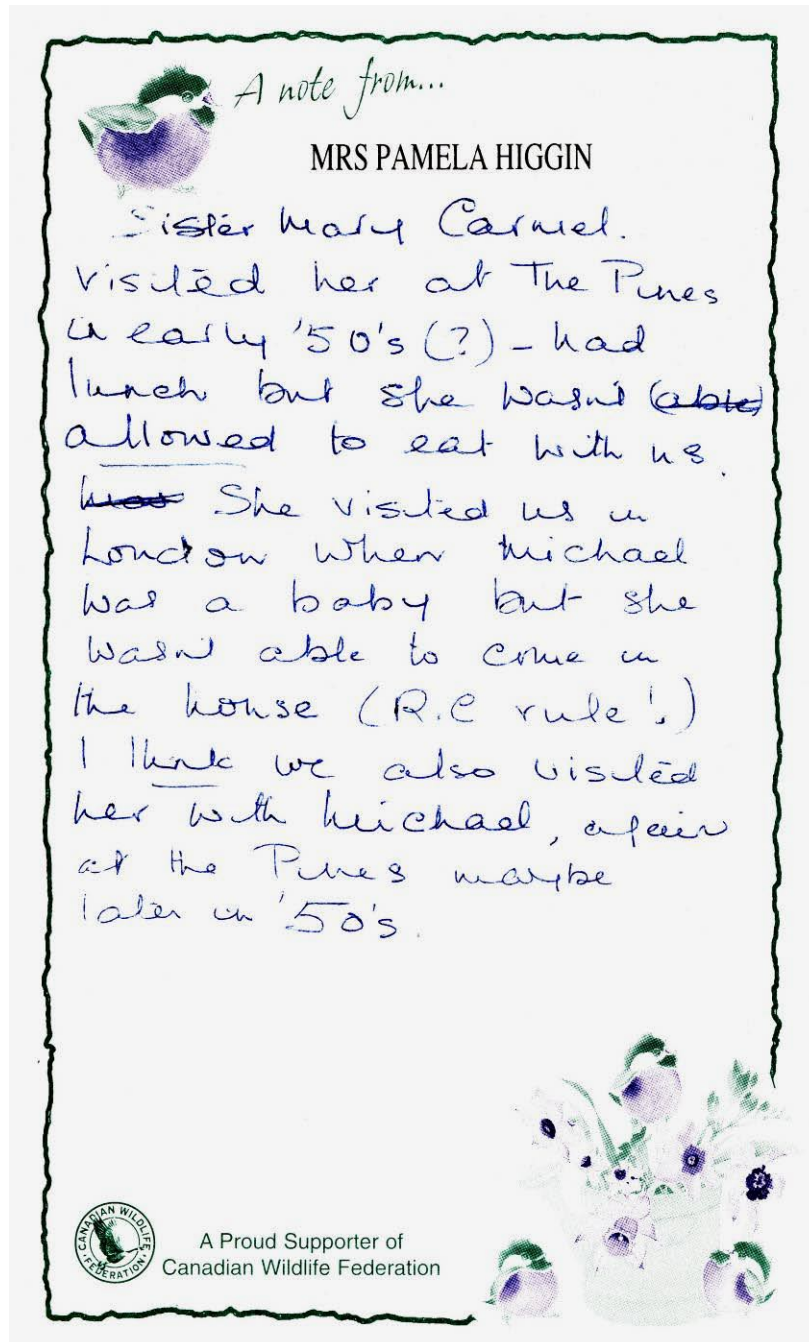 A note from...
MRS PAMELA HIGGIN
Sister Mary Carmel.
visited her at The Pines
in early '50's (?) - had
lunch but she wasn't (able)
allowed to eat with us.
She visited us in
London when Michael
was a baby but she
wasn't able to come in
the house (R.C rule!)
I think we also visited
her with Michael, again
at the Pines maybe
later in '50's.
CANADIAN WILDLIFE
FEDERATION
A Proud Supporter of
Canadian Wildlife Federation